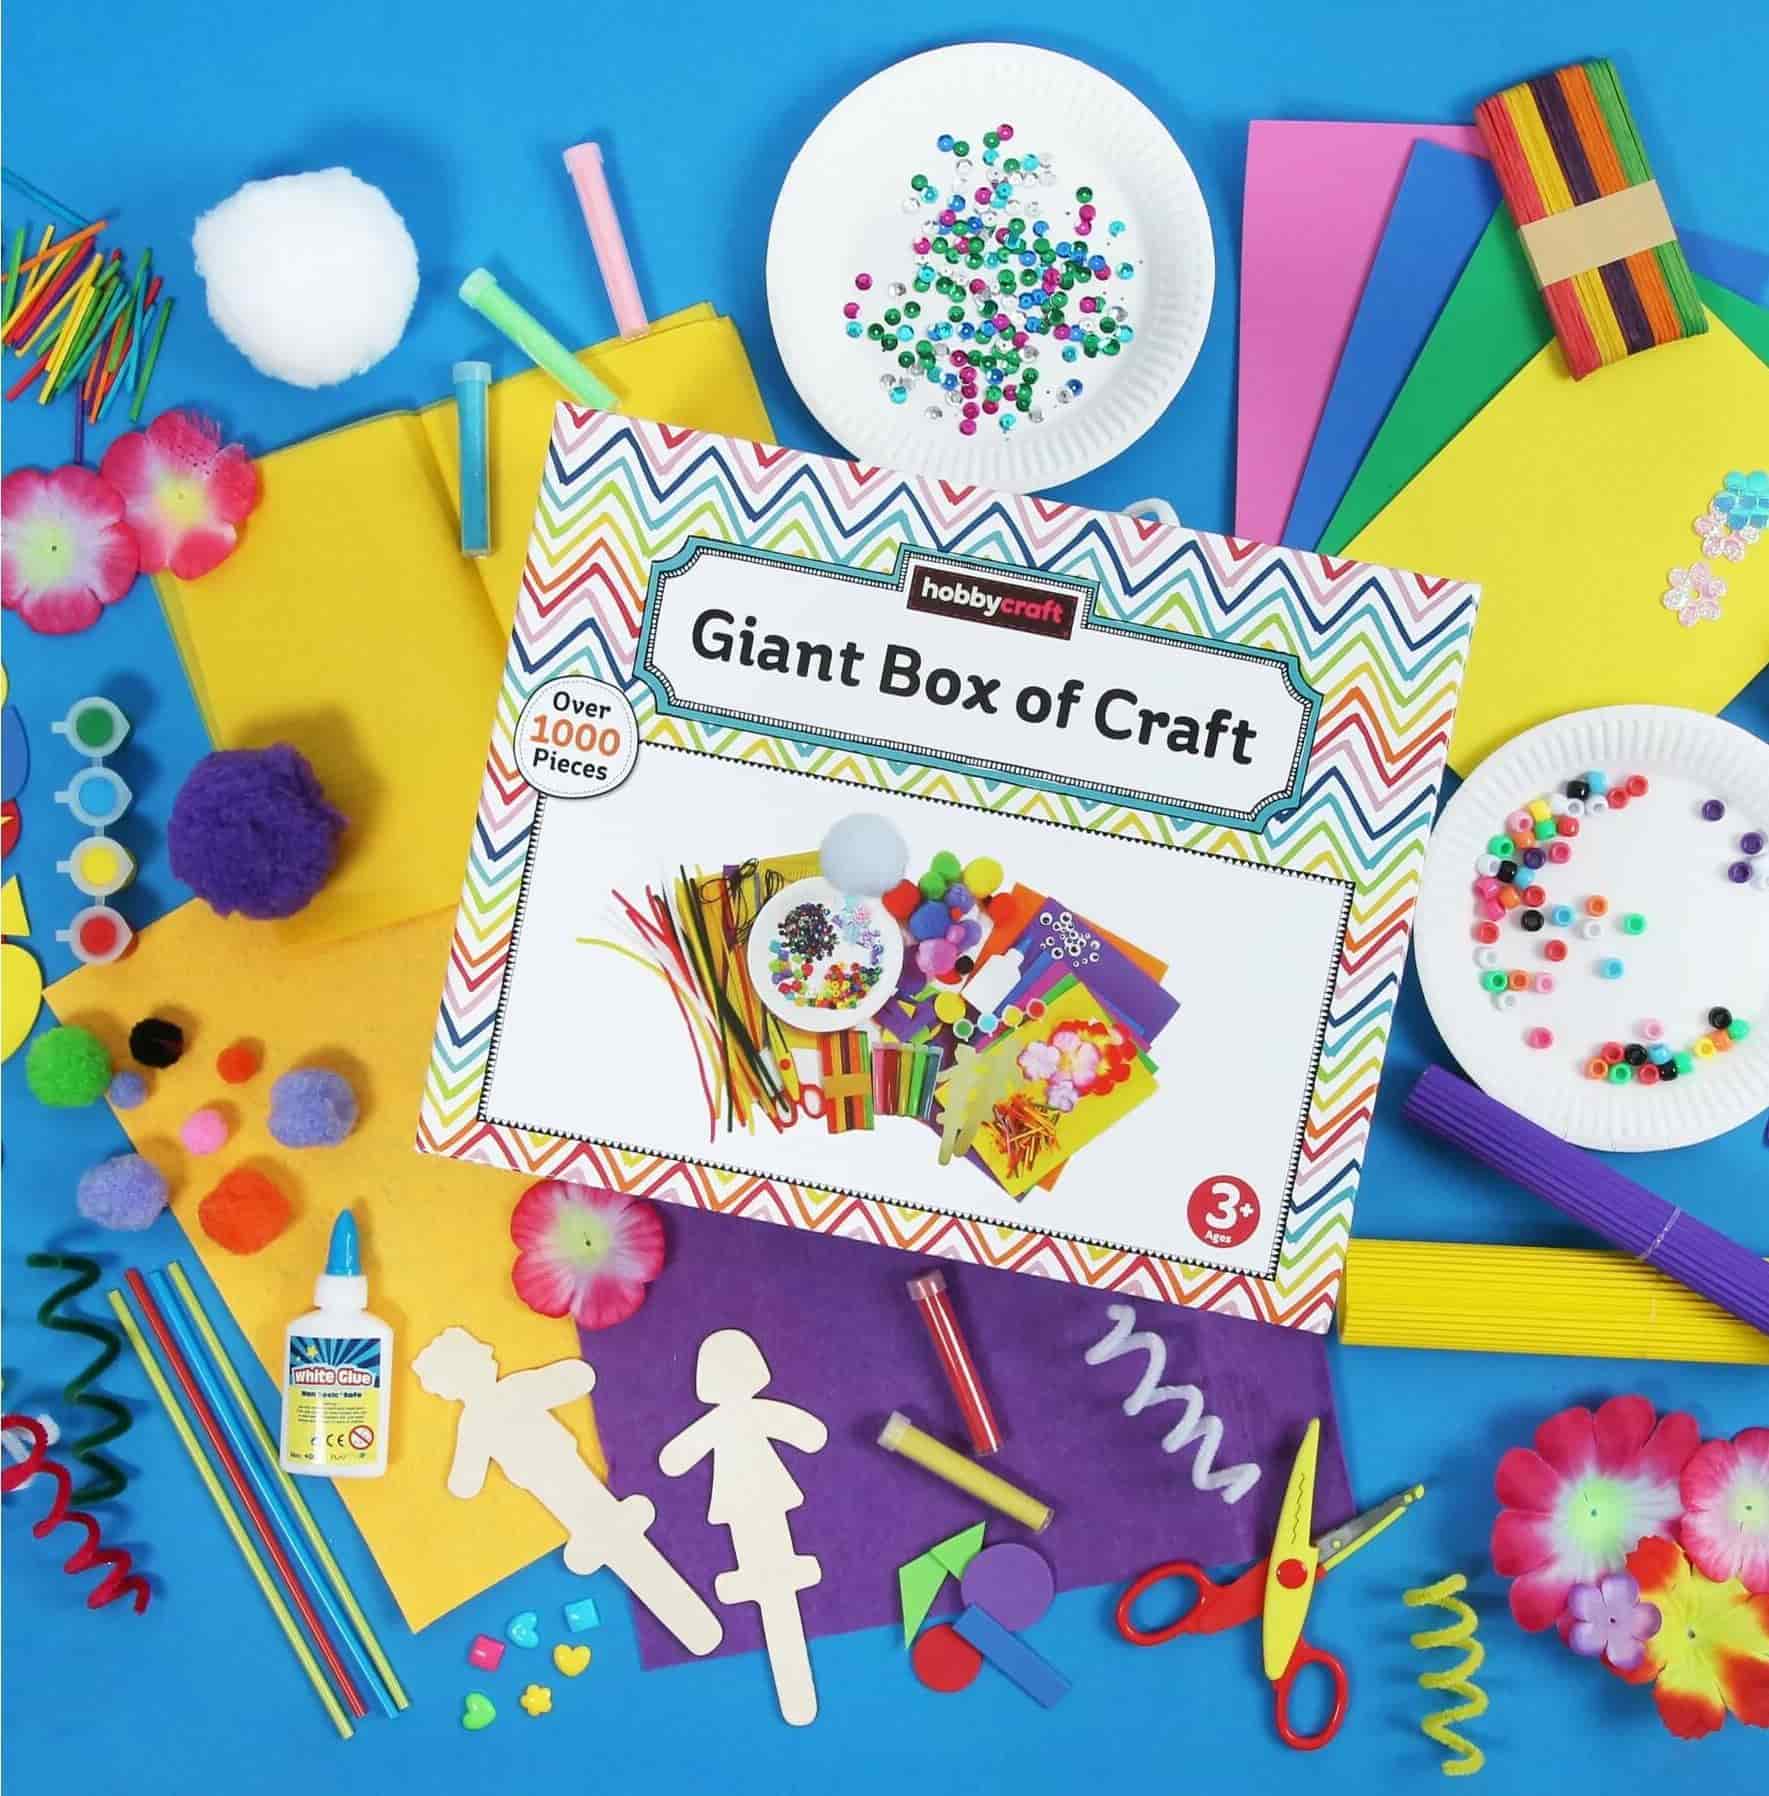 hobbycraft
Giant Box of Craft
Over
1000
Pieces
3+
Ages
White Glue